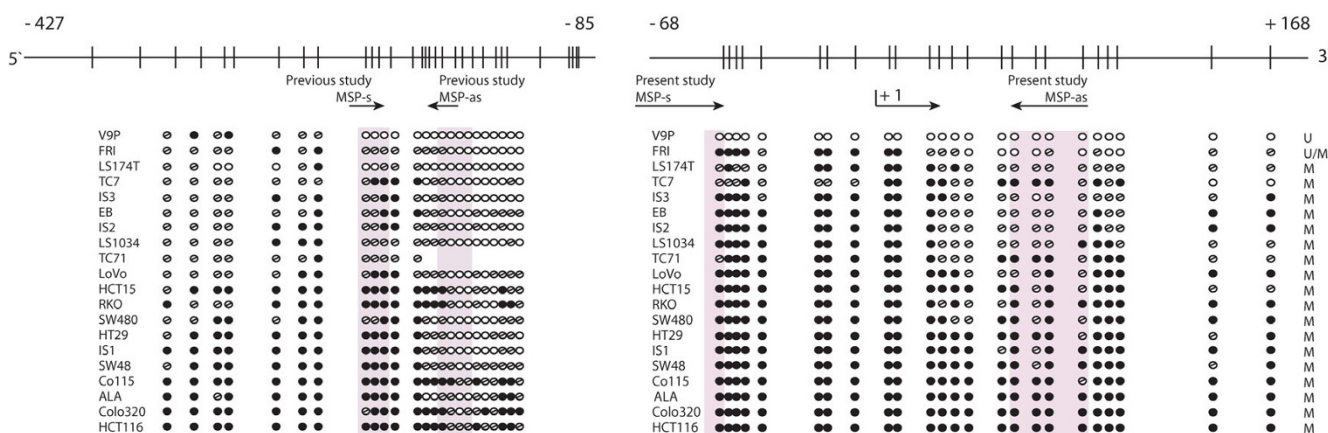 - 427 - 85 - 68 + 168
5` 3
Previous study Previous study Present study Present study
MSP-s MSP-as MSP-s + 1 MSP-as
V9P V9P U
FRI FRI U/M
LS174T LS174T M
TC7 TC7 M
IS3 IS3 M
EB EB M
IS2 IS2 M
LS1034 LS1034 M
TC71 TC71 M
LoVo LoVo M
HCT15 HCT15 M
RKO RKO M
SW480 SW480 M
HT29 HT29 M
IS1 IS1 M
SW48 SW48 M
Co115 Co115 M
ALA ALA M
Colo320 Colo320 M
HCT116 HCT116 M